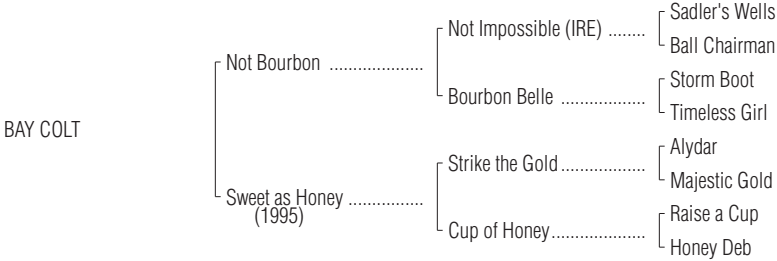 Sadler's Wells
Not Impossible (IRE) ........
Ball Chairman
Not Bourbon ....................
Storm Boot
Bourbon Belle ..................
Timeless Girl
BAY COLT
Alydar
Strike the Gold..................
Majestic Gold
Sweet as Honey ................
(1995)
Raise a Cup
Cup of Honey....................
Honey Deb